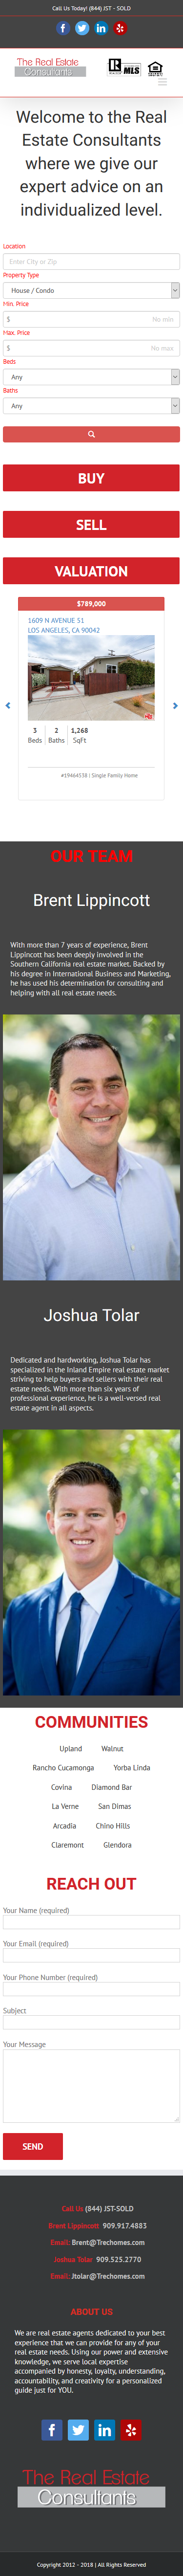 Call Us Today! (844) JST - SOLD
The Real Estate
Consultants
R MLS
REALTOR
Welcome to the Real
Estate Consultants
where we give our
expert advice on an
individualized level.
Location
Enter City or Zip
Property Type
House / Condo
Min. Price
$ No min
Max. Price
$ No max
Beds
Any
Baths
Any
BUY
SELL
VALUATION
$789,000
1609 N AVENUE 51
LOS ANGELES, CA 90042
3 2 1,268
Beds Baths SqFt
#19464538 | Single Family Home
OUR TEAM
Brent Lippincott
With more than 7 years of experience, Brent
Lippincott has been deeply involved in the
Southern California real estate market. Backed by
his degree in International Business and Marketing,
he has used his determination for consulting and
helping with all real estate needs.
Joshua Tolar
Dedicated and hardworking, Joshua Tolar has
specialized in the Inland Empire real estate market
striving to help buyers and sellers with their real
estate needs. With more than six years of
professional experience, he is a well-versed real
estate agent in all aspects.
COMMUNITIES
Upland Walnut
Rancho Cucamonga Yorba Linda
Covina Diamond Bar
La Verne San Dimas
Arcadia Chino Hills
Claremont Glendora
REACH OUT
Your Name (required)
Your Email (required)
Your Phone Number (required)
Subject
Your Message
SEND
Call Us (844) JST-SOLD
Brent Lippincott 909.917.4883
Email: Brent@Trechomes.com
Joshua Tolar 909.525.2770
Email: Jtolar@Trechomes.com
ABOUT US
We are real estate agents dedicated to your best
experience that we can provide for any of your
real estate needs. Using our power and extensive
knowledge, we serve local expertise
accompanied by honesty, loyalty, understanding,
accountability, and creativity for a personalized
guide just for YOU.
The Real Estate
Consultants
Copyright 2012 - 2018 | All Rights Reserved